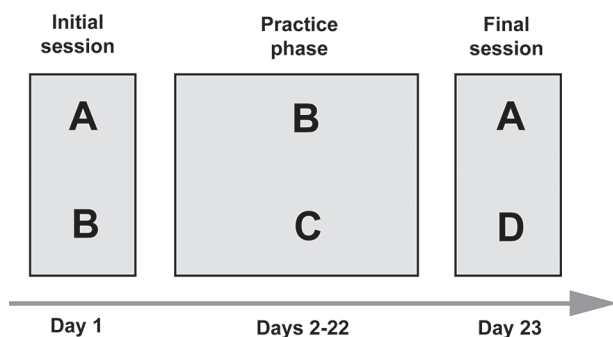 Initial
session
Practice
phase
Final
session
A
B
A
B
C
D
Day 1
Days 2-22
Day 23